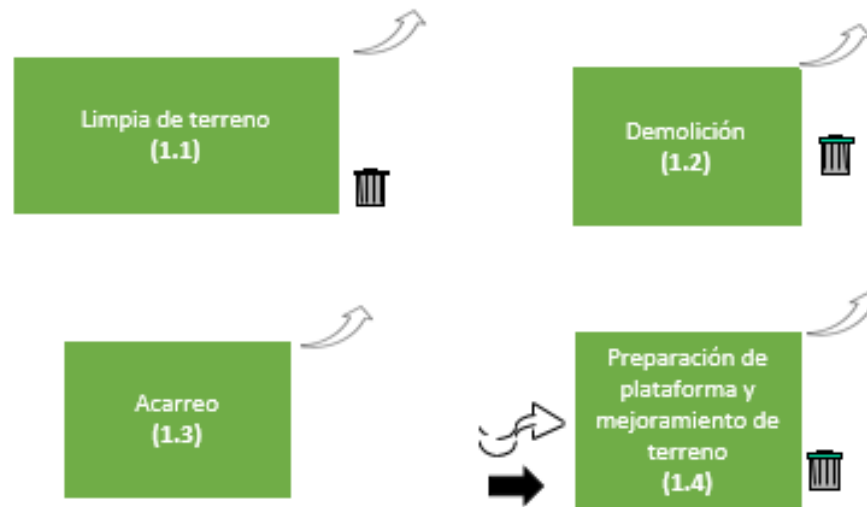 Limpia de terreno
(1.1)
Demolición
(1.2)
Acarreo
(1.3)
Preparación de
plataforma y
mejoramiento de
terreno
(1.4)